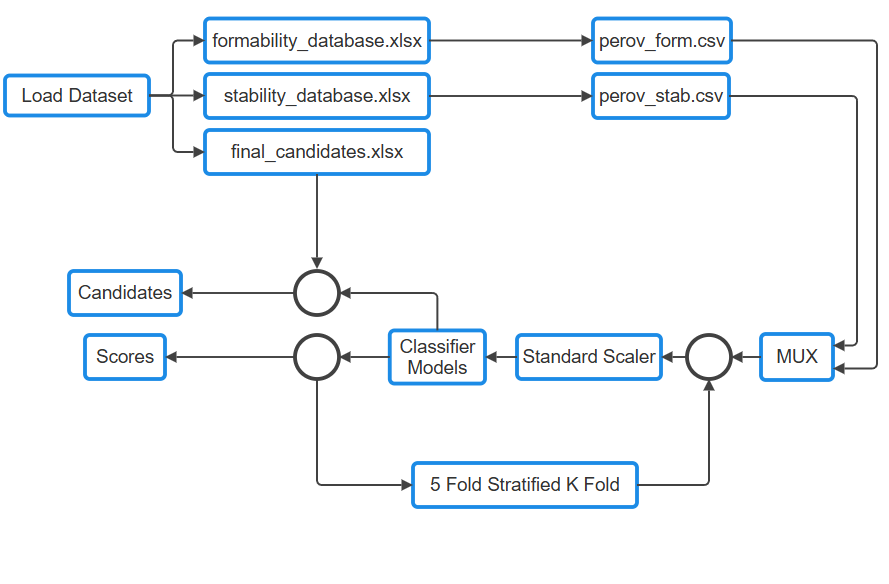 formability_database.xlsx
perov_form.csv
Load Dataset
stability_database.xlsx
perov_stab.csv
final_candidates.xlsx
Candidates
Scores
Classifier
Models
Standard Scaler
MUX
5 Fold Stratified K Fold